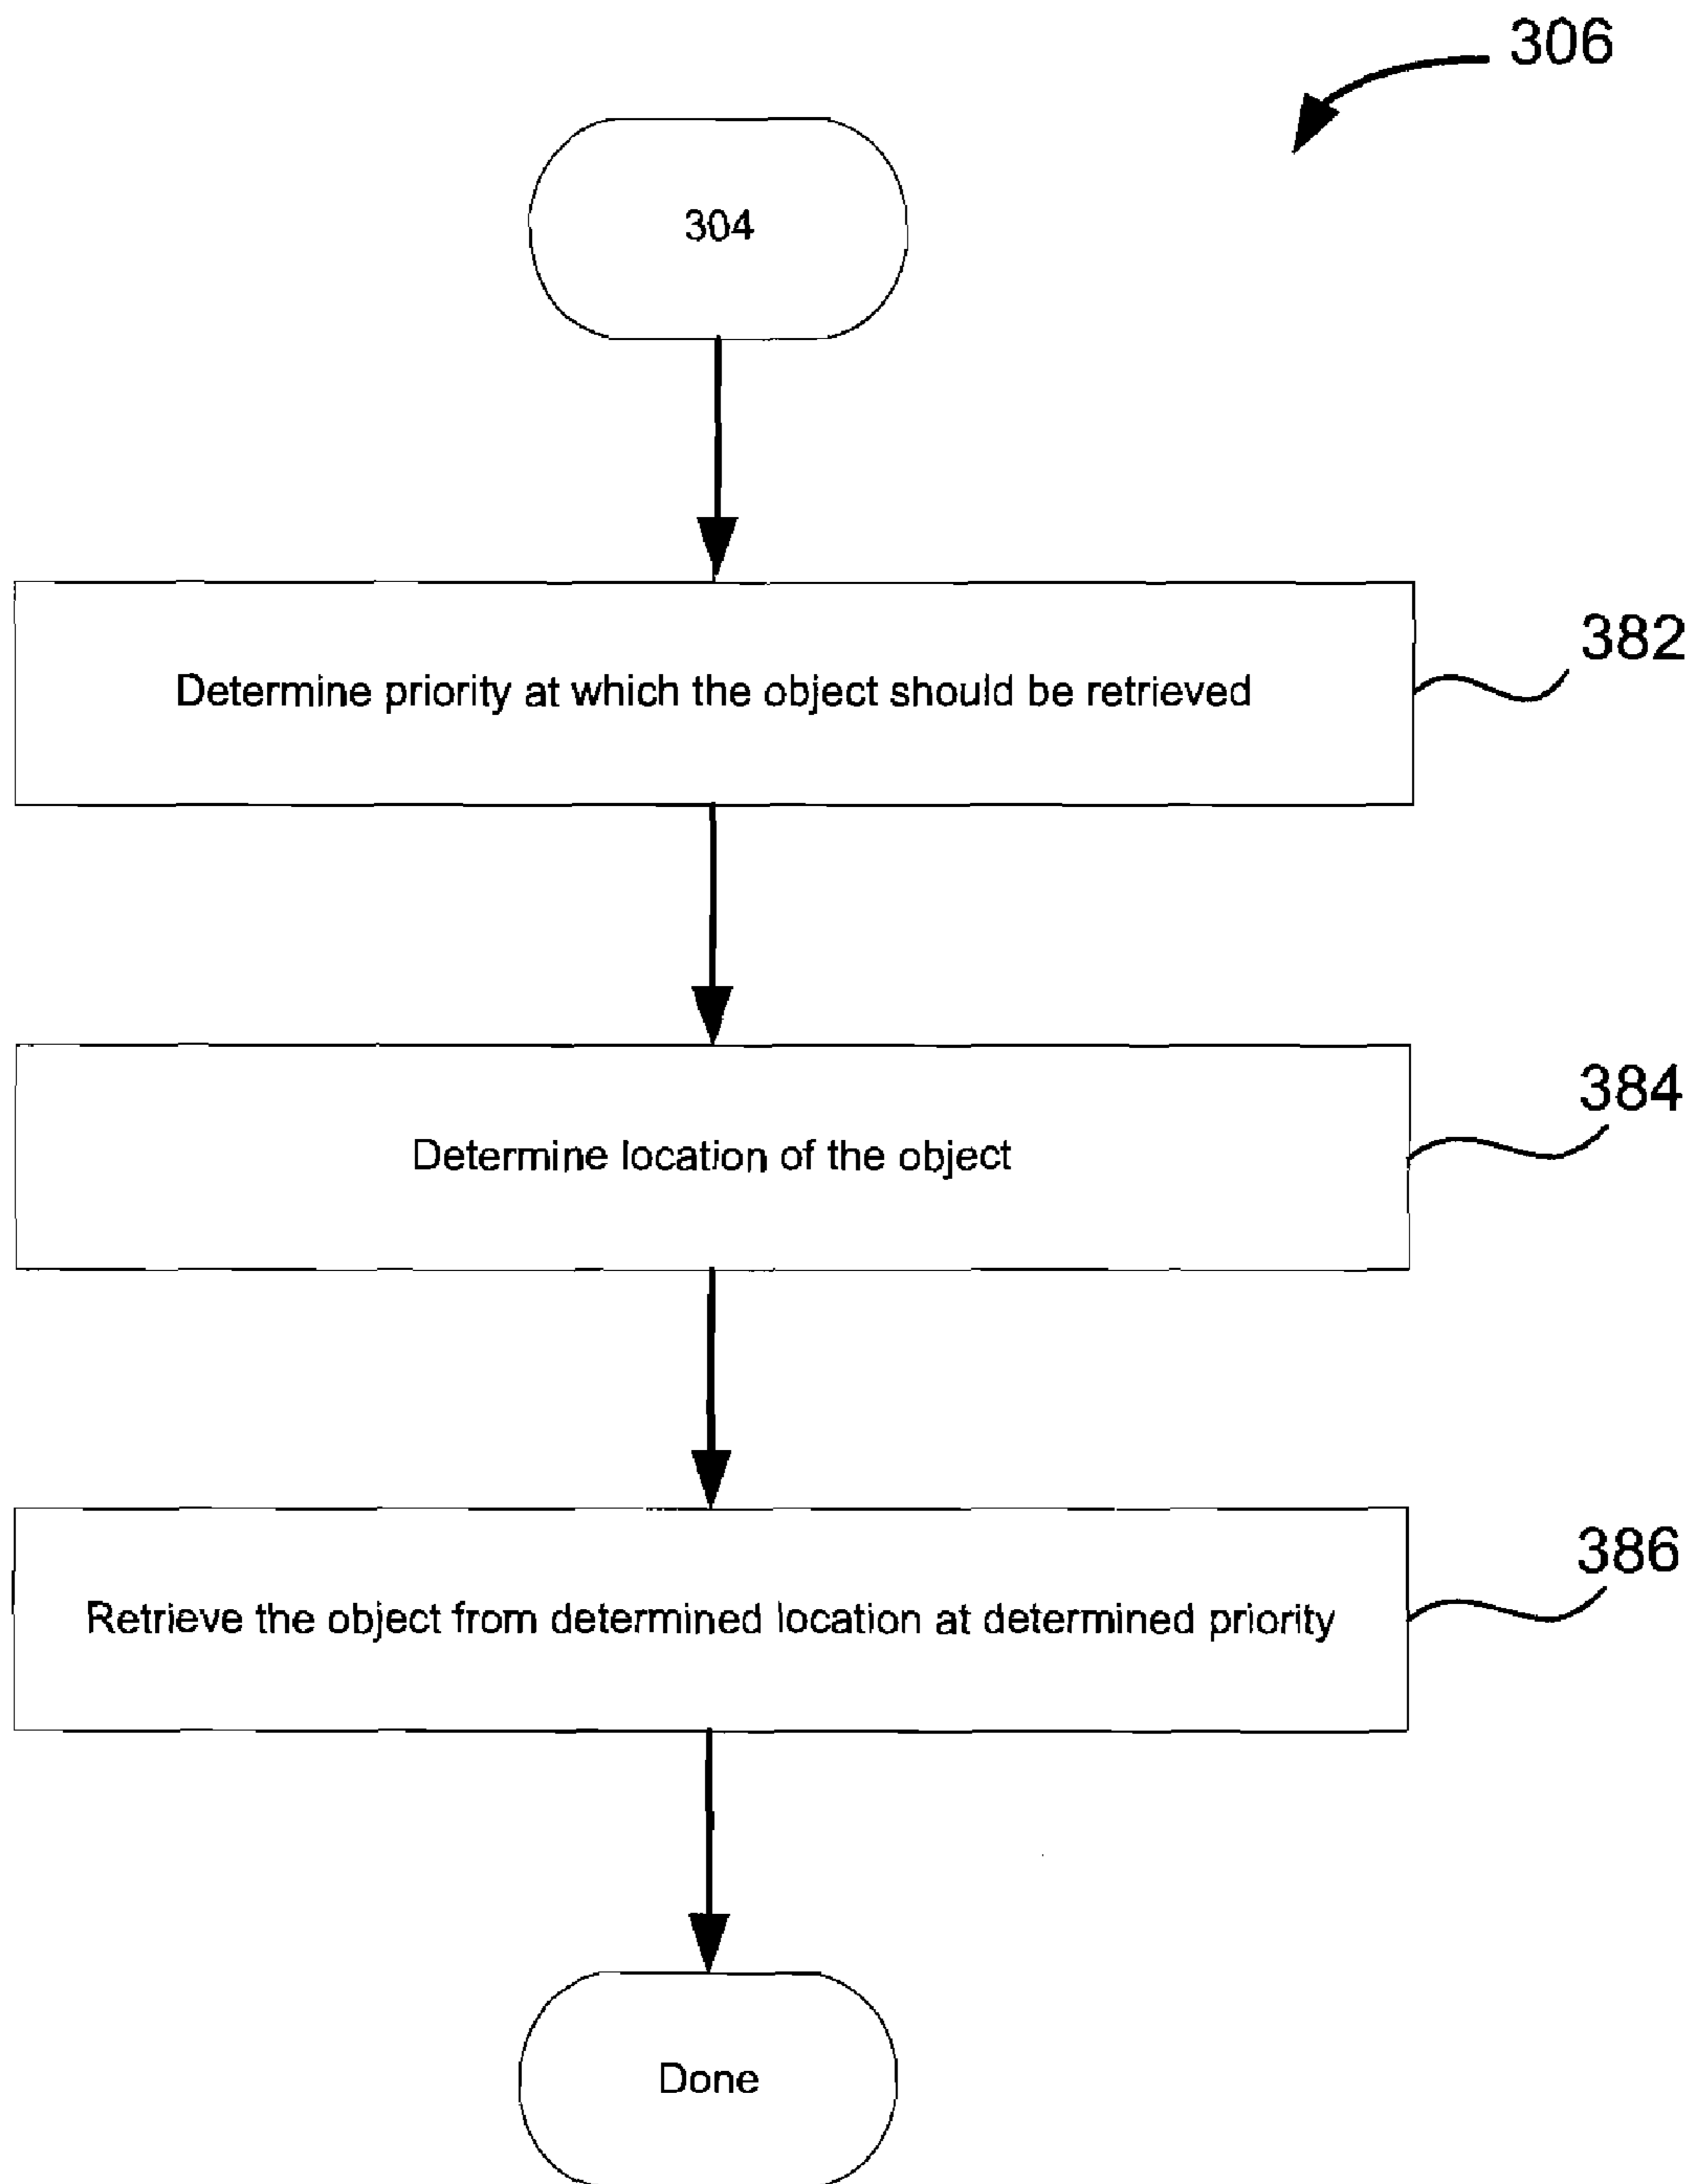 306
304
Determine priority at which the object should be retrieved
382
Determine location of the object
384
Retrieve the object from determined location at determined priority
386
Done